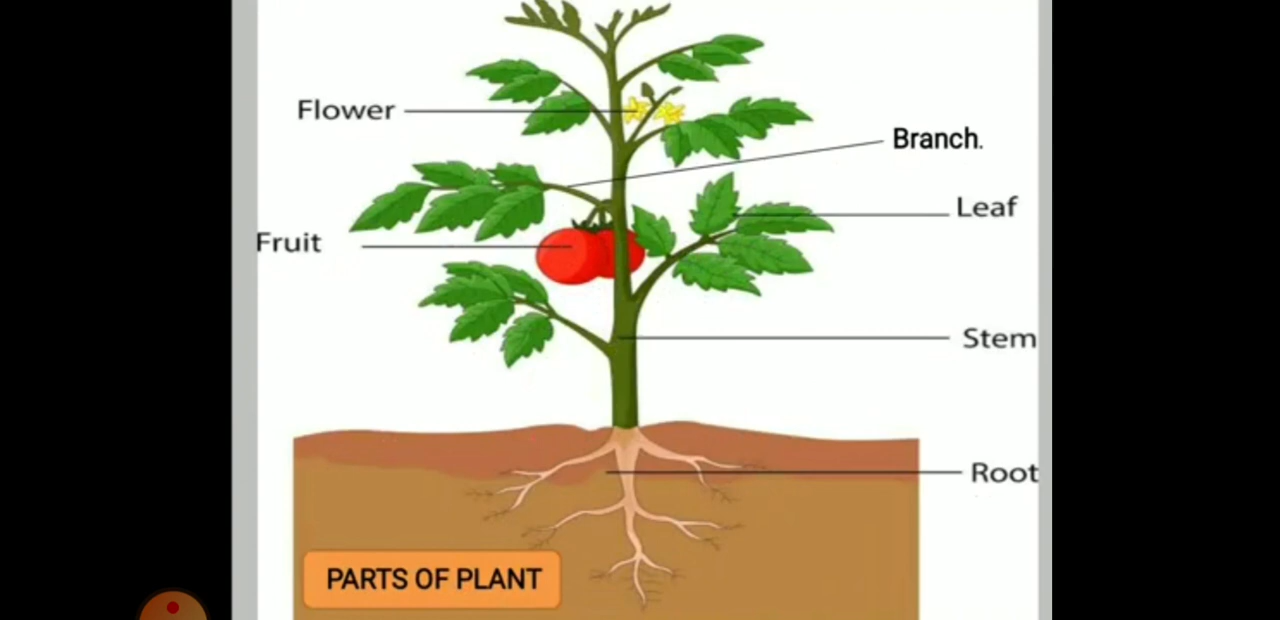 Flower
Branch.
Leaf
Fruit
Stem
Root
PARTS OF PLANT